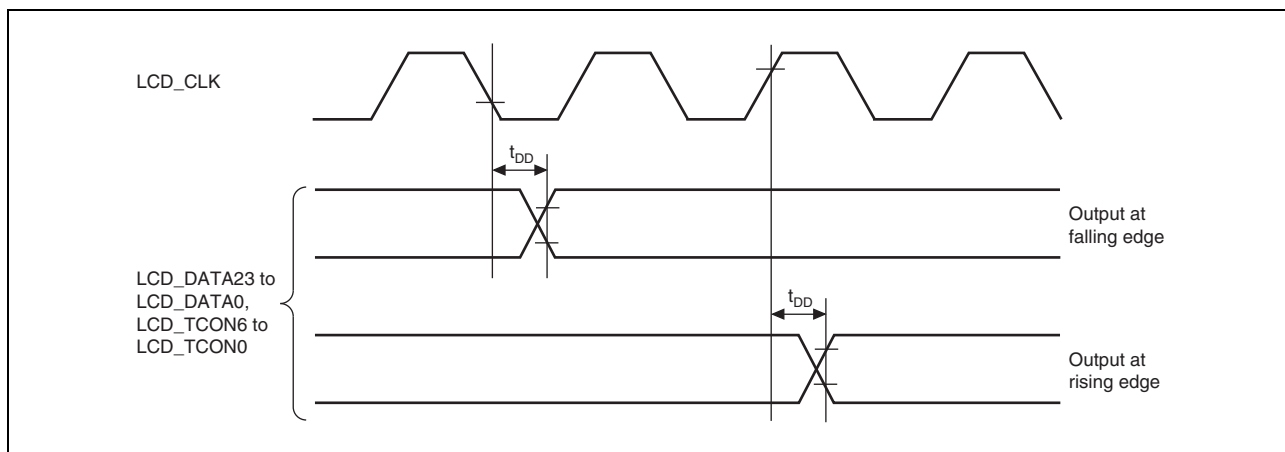 LCD_CLK
tDD
Output at
falling edge
LCD_DATA23 to
LCD_DATA0,
LCD_TCON6 to
LCD_TCON0
tDD
Output at
rising edge